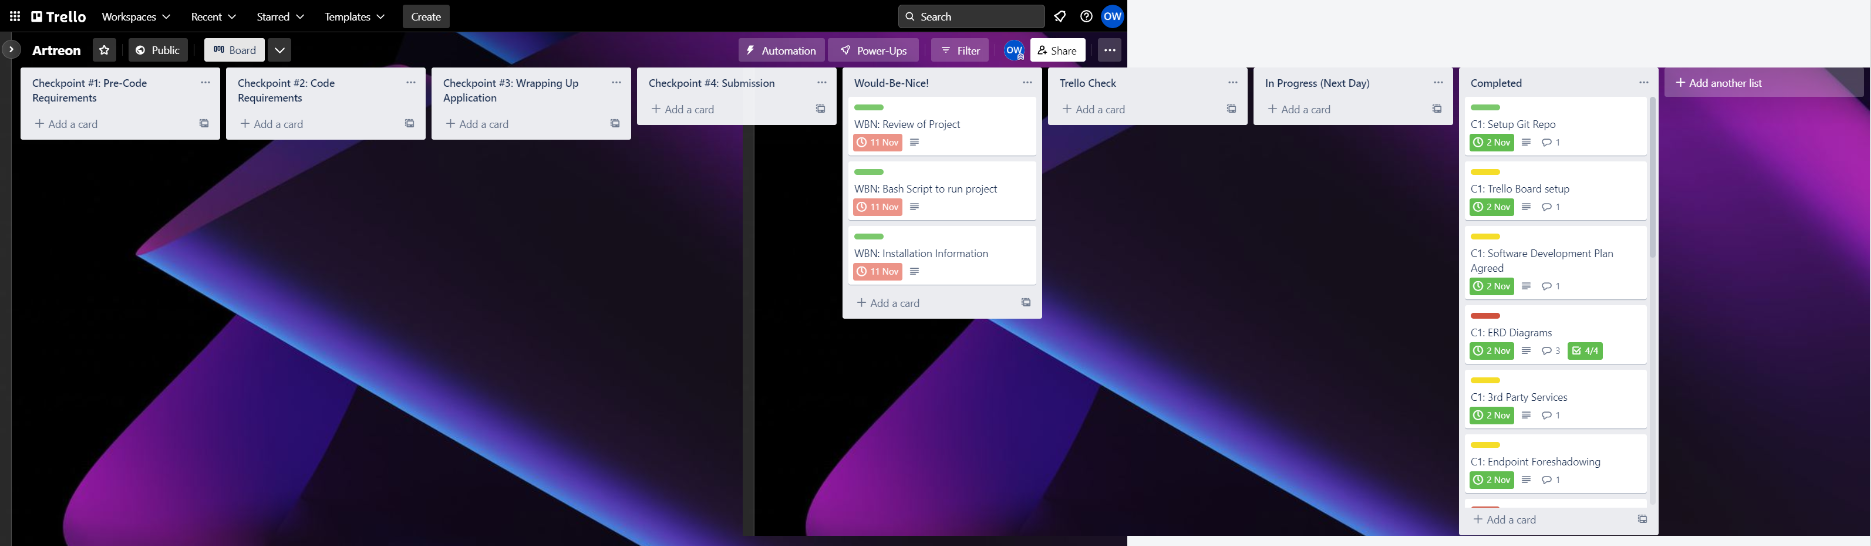 Trello Workspaces Recent Starred Templates Create Search OW
Artreon Public Board Automation Power-Ups Filter OW Share
Checkpoint #1: Pre-Code
Requirements
Add a card
Checkpoint #2: Code
Requirements
Add a card
Checkpoint #3: Wrapping Up
Application
Add a card
Checkpoint #4: Submission
Add a card
Would-Be-Nice!
WBN: Review of Project
11 Nov
WBN: Bash Script to run project
11 Nov
WBN: Installation Information
11 Nov
Add a card
Trello Check
Add a card
In Progress (Next Day)
Add a card
Completed
C1: Setup Git Repo
2 Nov 1
C1: Trello Board setup
2 Nov 1
C1: Software Development Plan
Agreed
2 Nov 1
C1: ERD Diagrams
2 Nov 3 4/4
C1: 3rd Party Services
2 Nov 1
C1: Endpoint Foreshadowing
2 Nov 1
Add a card
Add another list